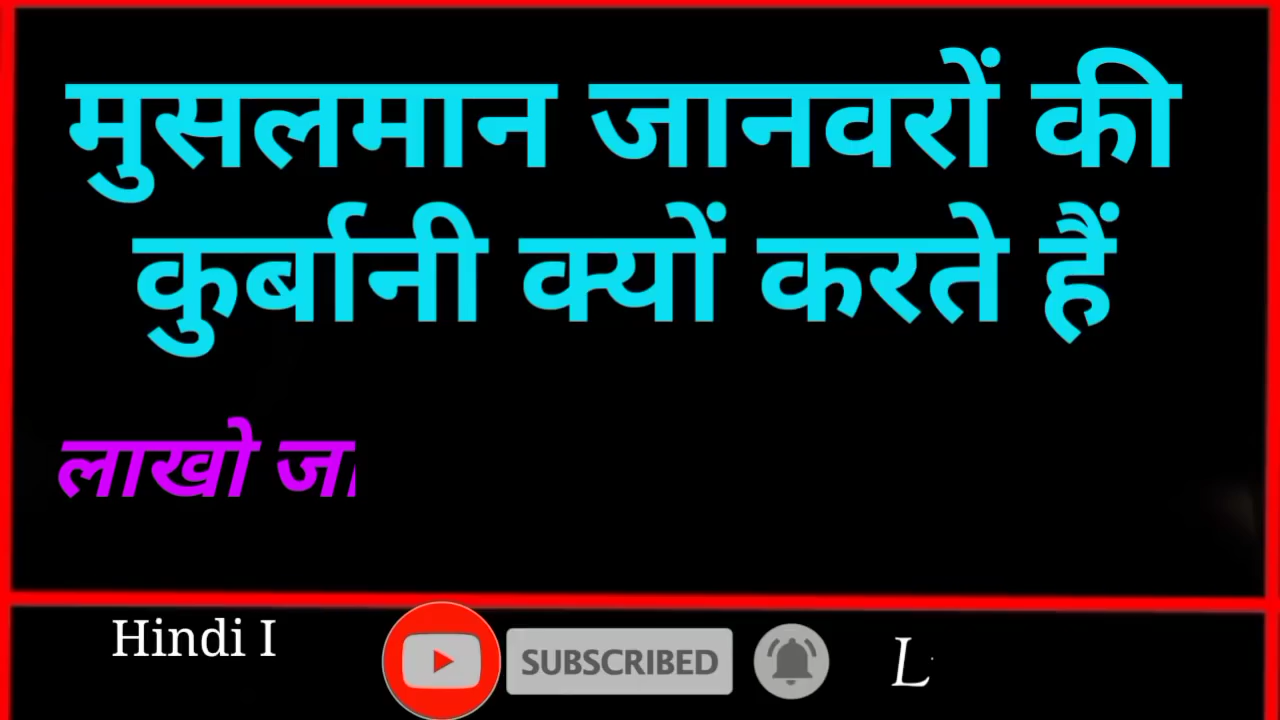 मुसलमान जानवरों की
कुर्बानी क्यों करते हैं
लाखो जा
Hindi I
SUBSCRIBED
L